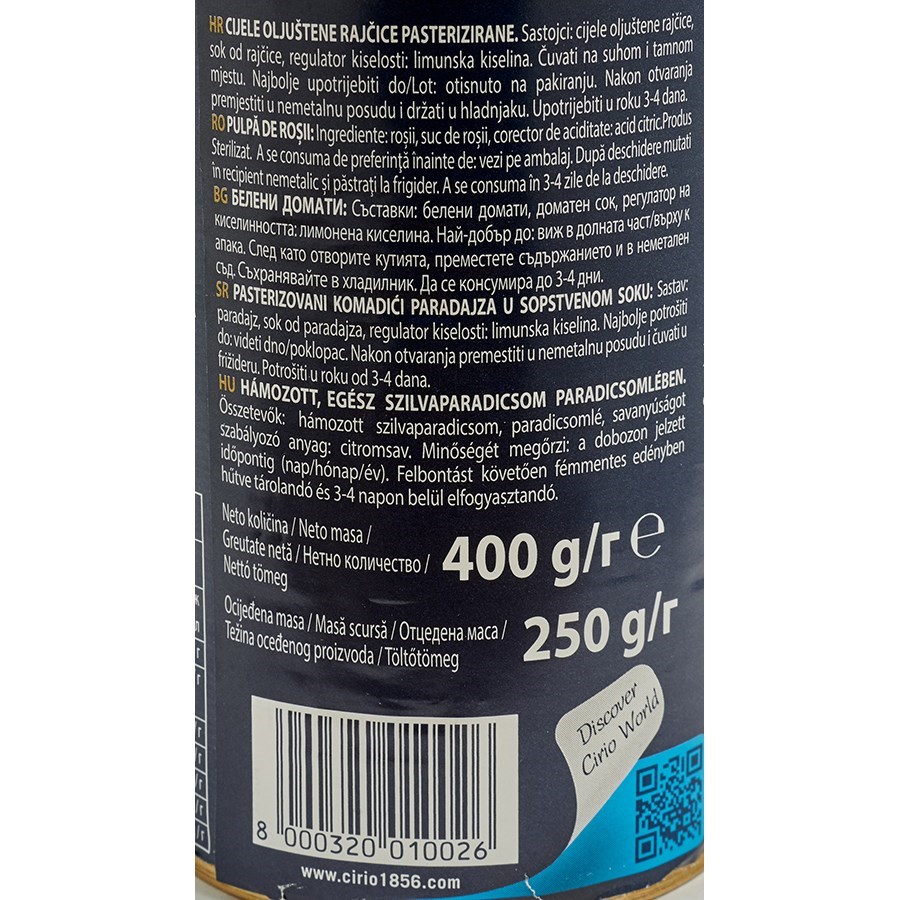 HR CIJELE OLJUŠTENE RAJČICE PASTERIZIRANE. Sastojci: cijele oljuštene rajčice,
sok od rajčice, regulator kiselosti: limunska kiselina. Čuvati na suhom i tamnom
mjestu. Najbolje upotrijebiti do/Lot: otisnuto na pakiranju. Nakon otvaranja
premjestiti u nemetalnu posudu i držati u hladnjaku. Upotrijebiti u roku 3-4 dana.
RO PULPĂ DE ROȘII: Ingrediente: roșii, suc de roșii, corector de aciditate: acid citric.Produs
Sterilizat. A se consuma de preferință înainte de: vezi pe ambalaj. După deschidere mutati
în recipient nemetalic și păstrați la frigider. A se consuma în 3-4 zile de la deschidere.
BG БЕЛЕНИ ДОМАТИ: Съставки: белени домати, доматен сок, регулатор на
киселинността: лимонена киселина. Най-добър до: виж в долната част/върху к
апака. След като отворите кутията, преместете съдържанието и в неметален
съд. Съхранявайте в хладилник. Да се консумира до 3-4 дни.
SR PASTERIZOVANI KOMADIĆI PARADAJZA U SOPSTVENOM SOKU: Sastav:
paradajz, sok od paradajza, regulator kiselosti: limunska kiselina. Najbolje potrošiti
do: videti dno/poklopac. Nakon otvaranja premestiti u nemetalnu posudu i čuvati u
frižideru. Potrošiti u roku od 3-4 dana.
HU HÁMOZOTT, EGÉSZ SZILVAPARADICSOM PARADICSOMLÉBEN.
Összetevők: hámozott szilvaparadicsom, paradicsomlé, savanyúságot
szabályozó anyag: citromsav. Minőségét megőrzi: a dobozon jelzett
időpontig (nap/hónap/év). Felbontást követően fémmentes edényben
hűtve tárolandó és 3-4 napon belül elfogyasztandó.
Neto količina / Neto masa /
Greutate netă / Нетно количество /
Nettó tömeg
400 g/г ℮
Ocijeđena masa / Masă scursă / Отцедена маса /
Težina oceđenog proizvoda / Töltőtömeg
250 g/г
Discover
Cirio World
8 000320 010026
www.cirio1856.com